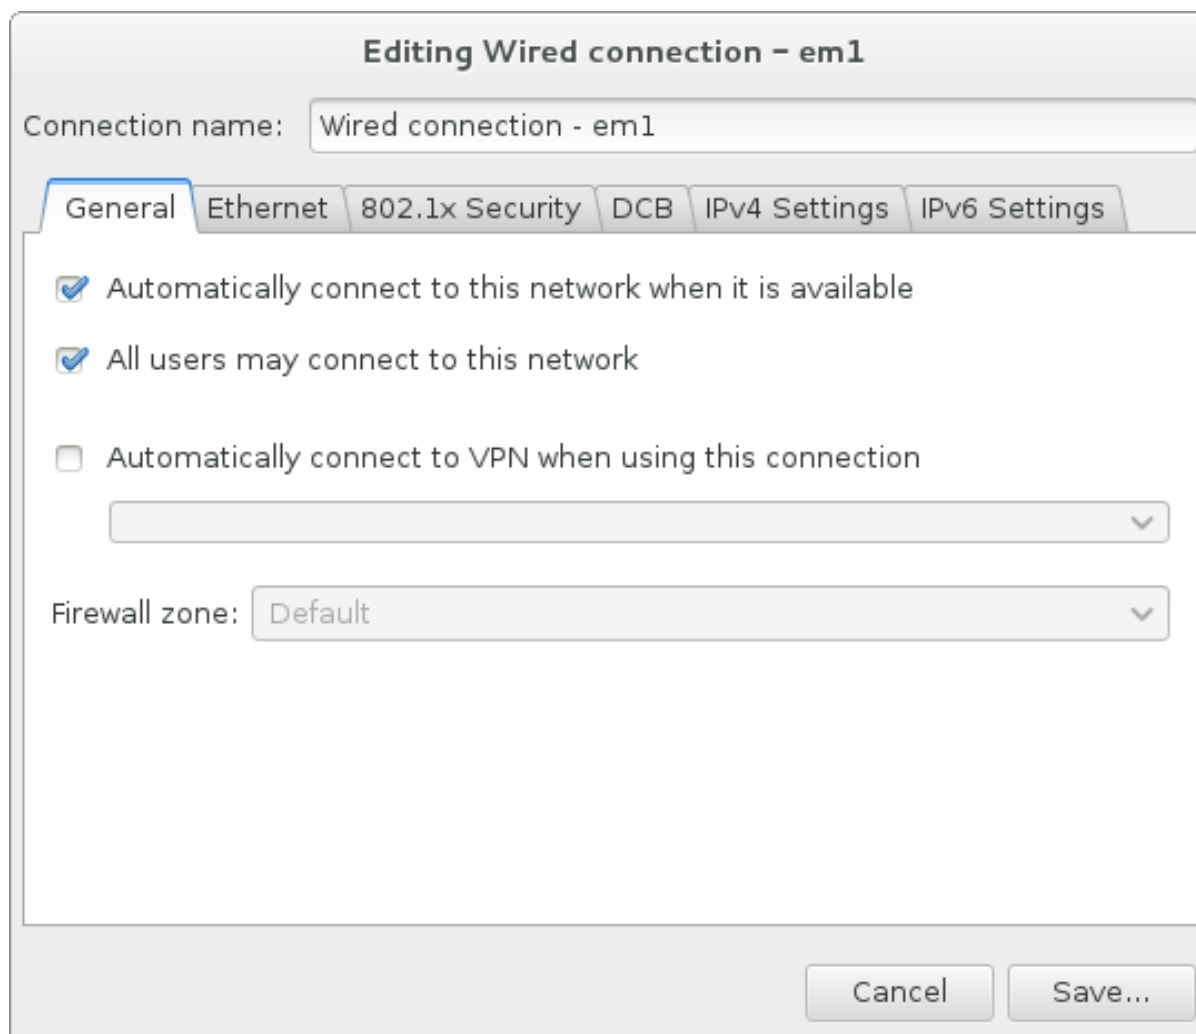 Editing Wired connection – em1
Connection name: Wired connection - em1
General Ethernet 802.1x Security DCB IPv4 Settings IPv6 Settings
Automatically connect to this network when it is available
All users may connect to this network
Automatically connect to VPN when using this connection
Firewall zone: Default
Cancel Save...